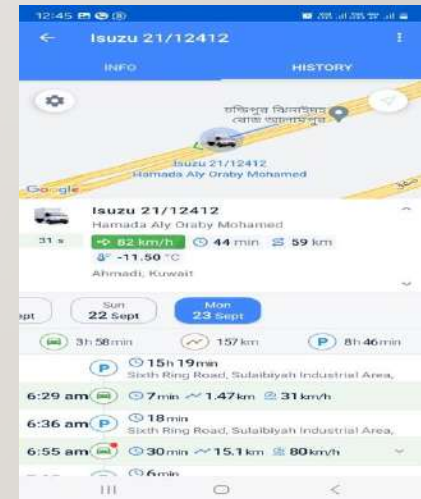 12:45
Isuzu 21/12412
INFO
HISTORY
Isuzu 21/12412
Hamada Aly Oraby Mohamed
Google
Isuzu 21/12412
Hamada Aly Oraby Mohamed
31 s
82 km/h 44 min 59 km
-11.50 °C
Ahmadi, Kuwait
Sun
22 Sept
Mon
23 Sept
3h 58min 157 km P 8h 46min
P 15h 19min
Sixth Ring Road, Sulaibiyah Industrial Area,
6:29 am 7min 1.47km 31km/h
6:36 am P 18min
Sixth Ring Road, Sulaibiyah Industrial Area,
6:55 am 30min 15.1km 80km/h
6min